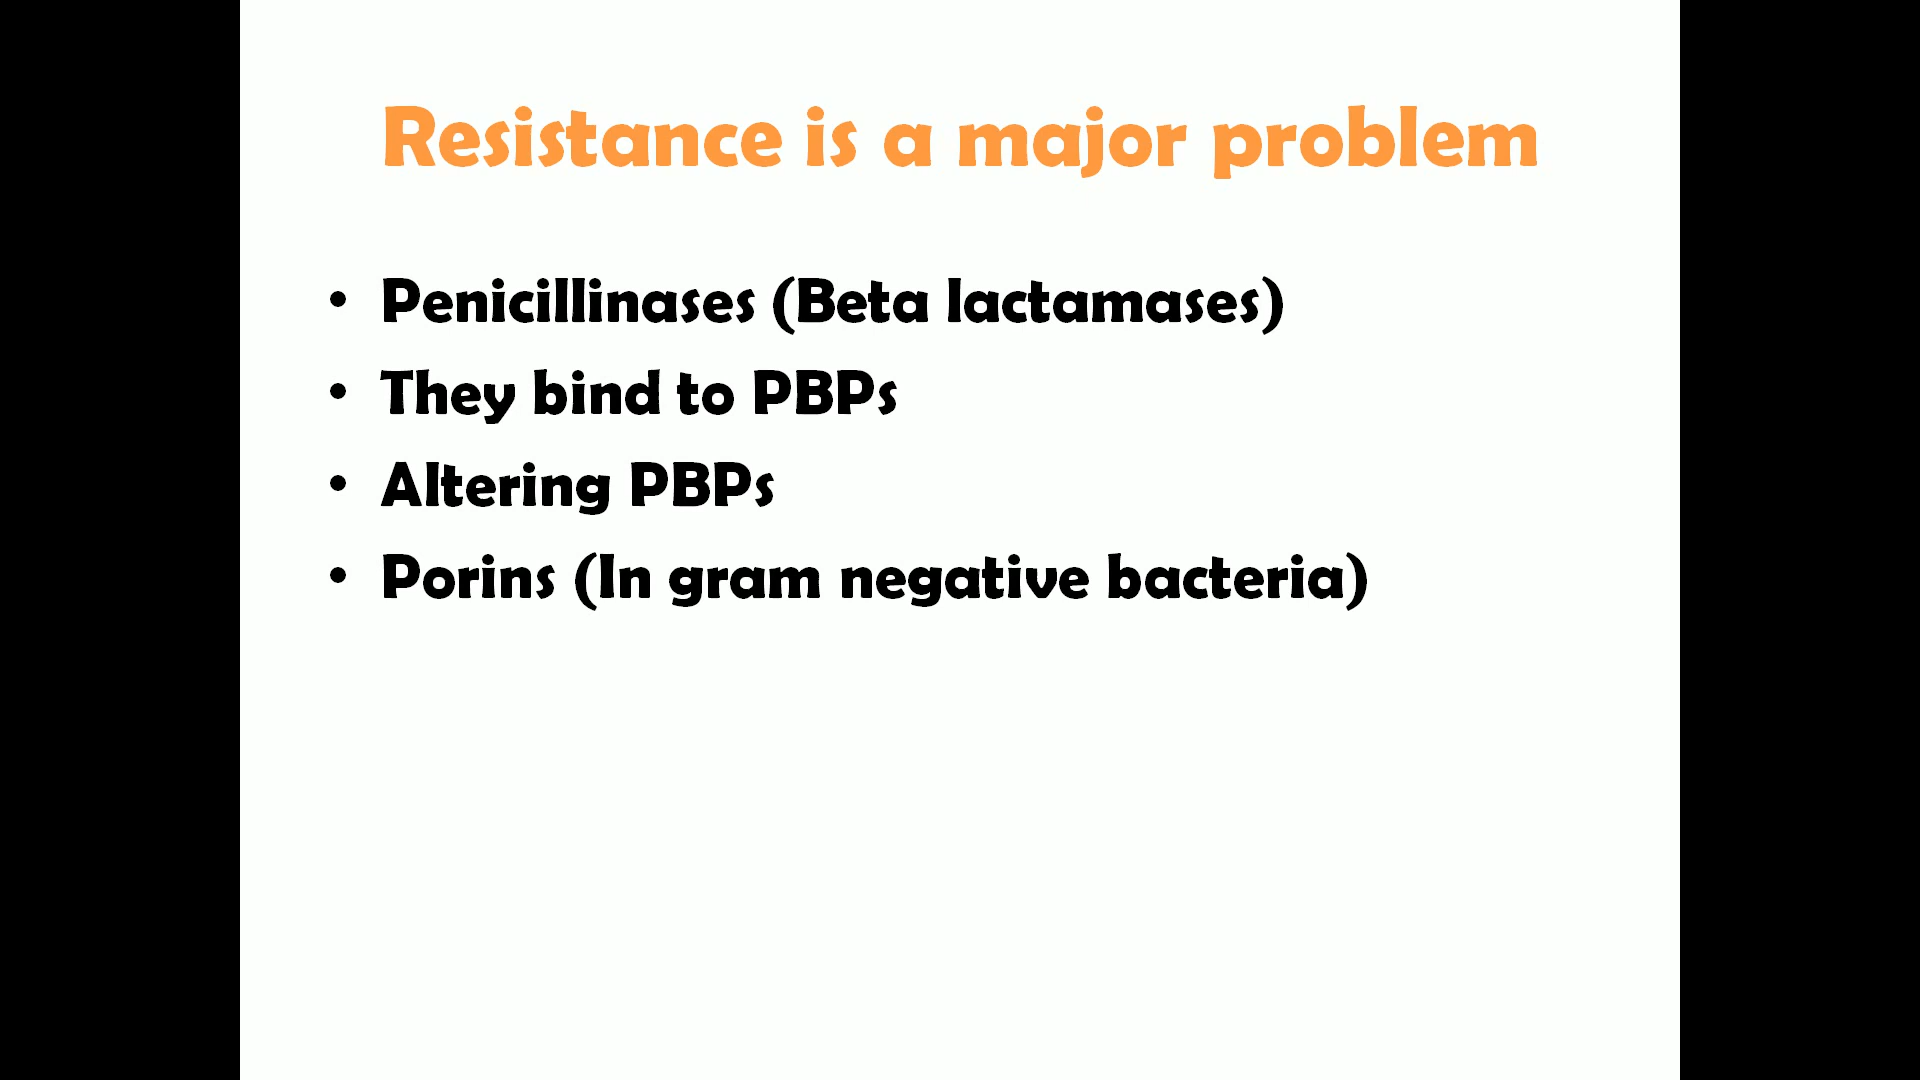 Resistance is a major problem
• Penicillinases (Beta lactamases)
• They bind to PBPs
• Altering PBPs
• Porins (In gram negative bacteria)